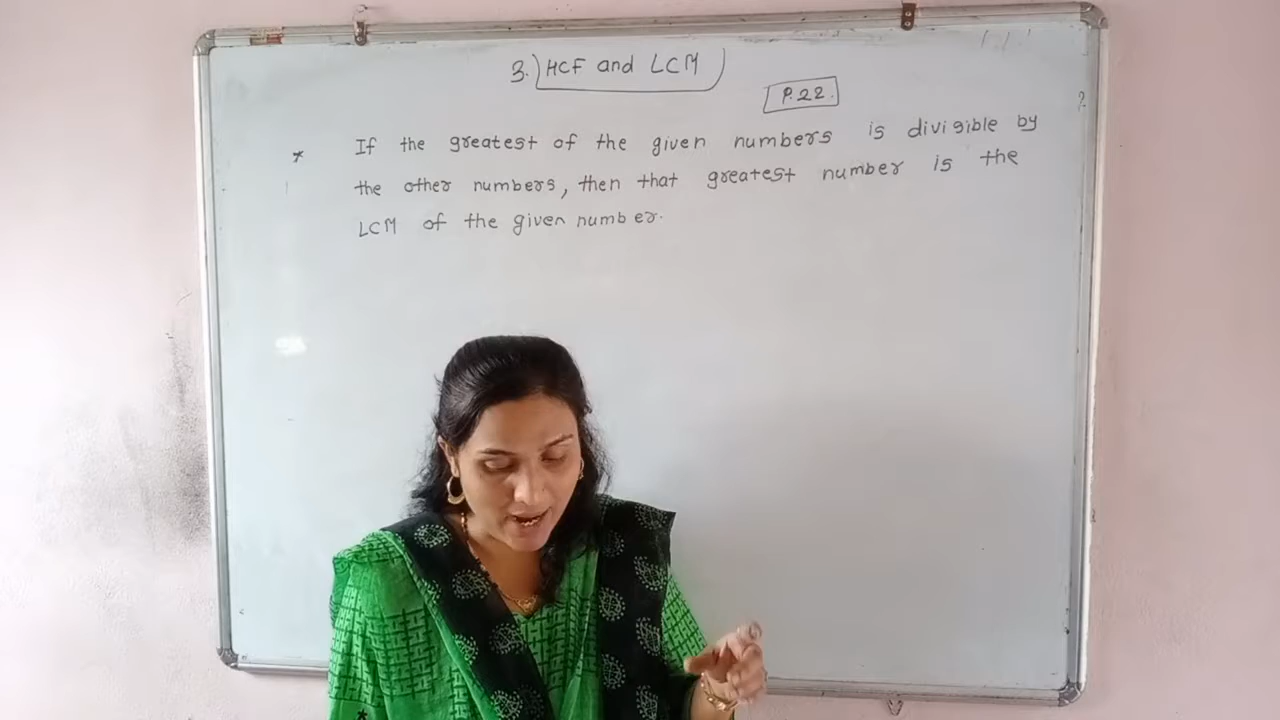 3. HCF and LCM
P. 22.
* If the greatest of the given numbers is divisible by
the other numbers, then that greatest number is the
LCM of the given number.